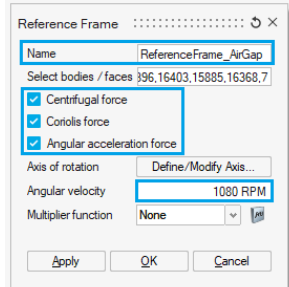 Reference Frame
Name ReferenceFrame_AirGap
Select bodies / faces 396,16403,15885,16368,7
Centrifugal force
Coriolis force
Angular acceleration force
Axis of rotation Define/Modify Axis...
Angular velocity 1080 RPM
Multiplier function None
Apply OK Cancel